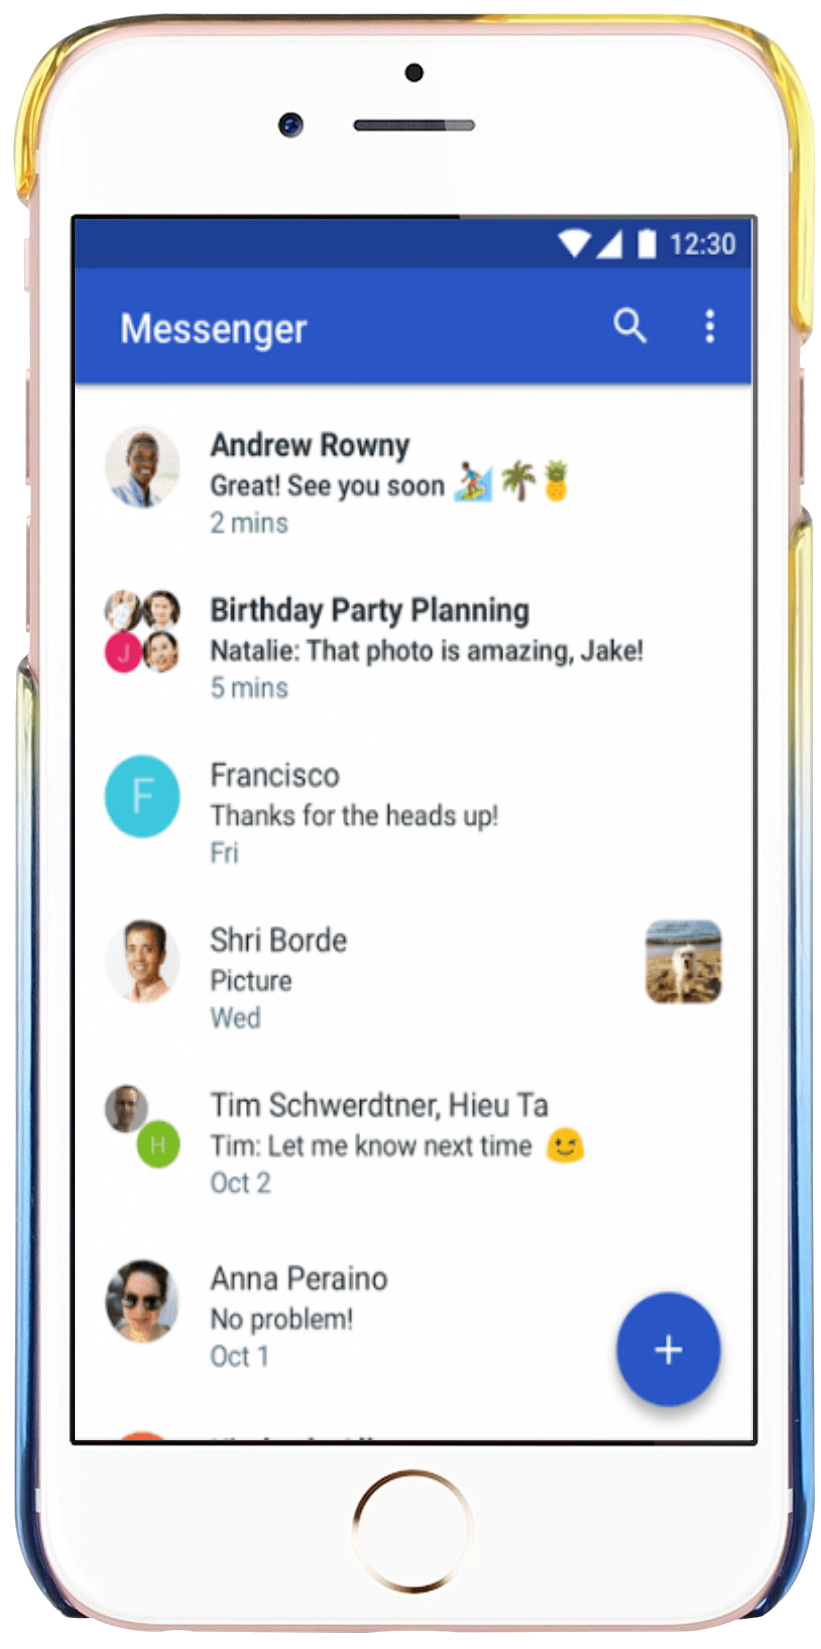 12:30
Messenger
Andrew Rowny
Great! See you soon 🏄🌴🍍
2 mins
Birthday Party Planning
J
Natalie: That photo is amazing, Jake!
5 mins
F
Francisco
Thanks for the heads up!
Fri
Shri Borde
Picture
Wed
Tim Schwerdtner, Hieu Ta
H
Tim: Let me know next time 😉
Oct 2
Anna Peraino
No problem!
Oct 1
+